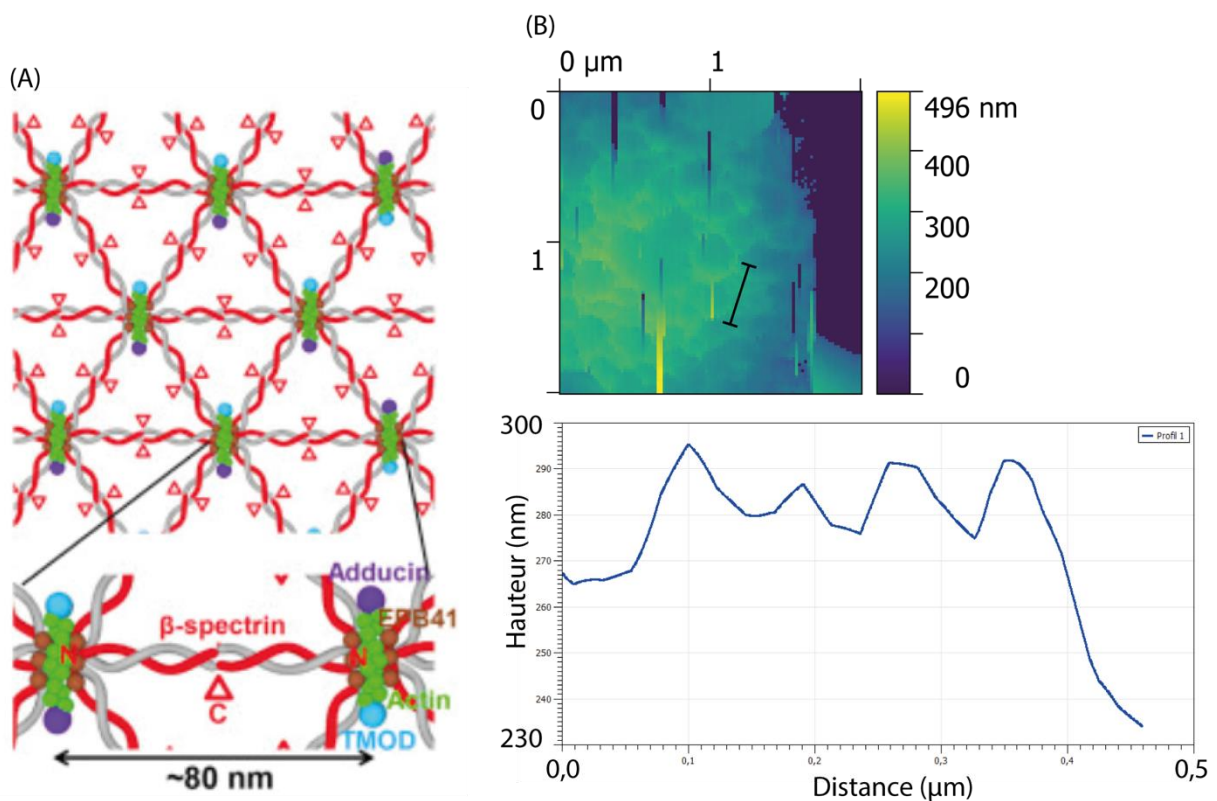 (A)
Adducin
EPB41
β-spectrin
N
N
C
Actin
TMOD
~80 nm
(B)
0 µm
1
0
1
496 nm
400
300
200
0
300
290
280
270
260
250
240
230
Hauteur (nm)
Profil 1
0,0
0,1
0,2
0,3
0,4
0,5
Distance (µm)